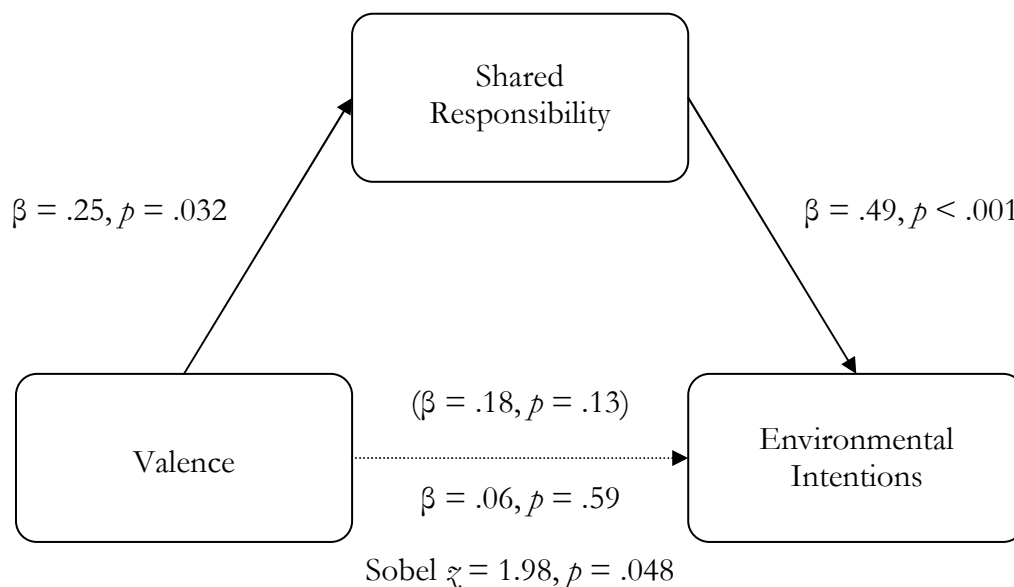 Shared
Responsibility
β = .25, p = .032
β = .49, p < .001
(β = .18, p = .13)
Valence
Environmental
Intentions
β = .06, p = .59
Sobel z = 1.98, p = .048